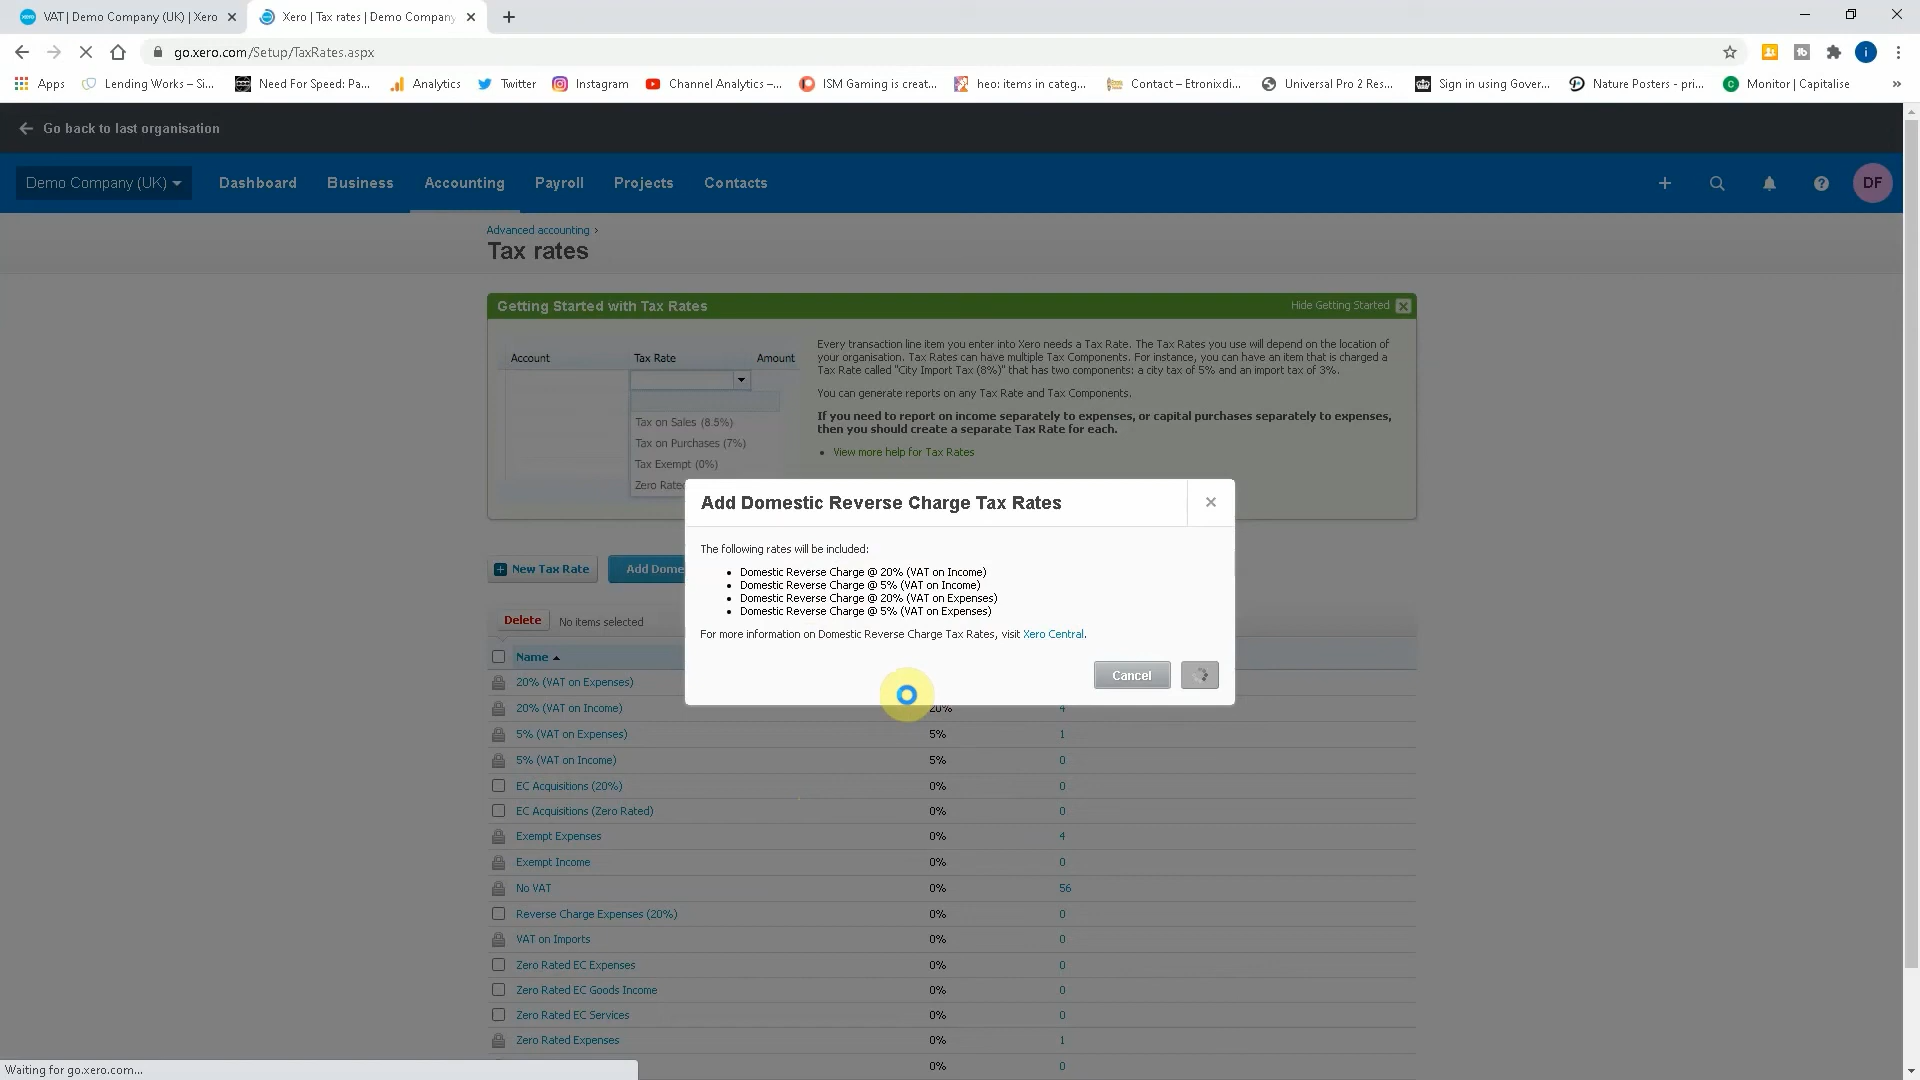 VAT | Demo Company (UK) | Xero
Xero | Tax rates | Demo Company
go.xero.com/Setup/TaxRates.aspx
Apps
Lending Works – Si...
Need For Speed: Pa...
Analytics
Twitter
Instagram
Channel Analytics –...
ISM Gaming is creat...
heo: items in categ...
Contact – Etronixdi...
Universal Pro 2 Res...
Sign in using Gover...
Nature Posters - pri...
Monitor | Capitalise
Go back to last organisation
Demo Company (UK)
Dashboard
Business
Accounting
Payroll
Projects
Contacts
DF
Advanced accounting ›
Tax rates
Getting Started with Tax Rates
Hide Getting Started
Account
Tax Rate
Amount
Tax on Sales (8.5%)
Tax on Purchases (7%)
Tax Exempt (0%)
Zero Rate
Every transaction line item you enter into Xero needs a Tax Rate. The Tax Rates you use will depend on the location of
your organisation. Tax Rates can have multiple Tax Components. For instance, you can have an item that is charged a
Tax Rate called "City Import Tax (8%)" that has two components: a city tax of 5% and an import tax of 3%.
You can generate reports on any Tax Rate and Tax Components.
If you need to report on income separately to expenses, or capital purchases separately to expenses,
then you should create a separate Tax Rate for each.
• View more help for Tax Rates
New Tax Rate
Add Dome
Add Domestic Reverse Charge Tax Rates
The following rates will be included:
• Domestic Reverse Charge @ 20% (VAT on Income)
• Domestic Reverse Charge @ 5% (VAT on Income)
• Domestic Reverse Charge @ 20% (VAT on Expenses)
• Domestic Reverse Charge @ 5% (VAT on Expenses)
For more information on Domestic Reverse Charge Tax Rates, visit Xero Central.
Cancel
Delete
No items selected
Name
20% (VAT on Expenses)
20% (VAT on Income) 20% 4
5% (VAT on Expenses) 5% 1
5% (VAT on Income) 5% 0
EC Acquisitions (20%) 0% 0
EC Acquisitions (Zero Rated) 0% 0
Exempt Expenses 0% 4
Exempt Income 0% 0
No VAT 0% 56
Reverse Charge Expenses (20%) 0% 0
VAT on Imports 0% 0
Zero Rated EC Expenses 0% 0
Zero Rated EC Goods Income 0% 0
Zero Rated EC Services 0% 0
Zero Rated Expenses 0% 1
0% 0
Waiting for go.xero.com...